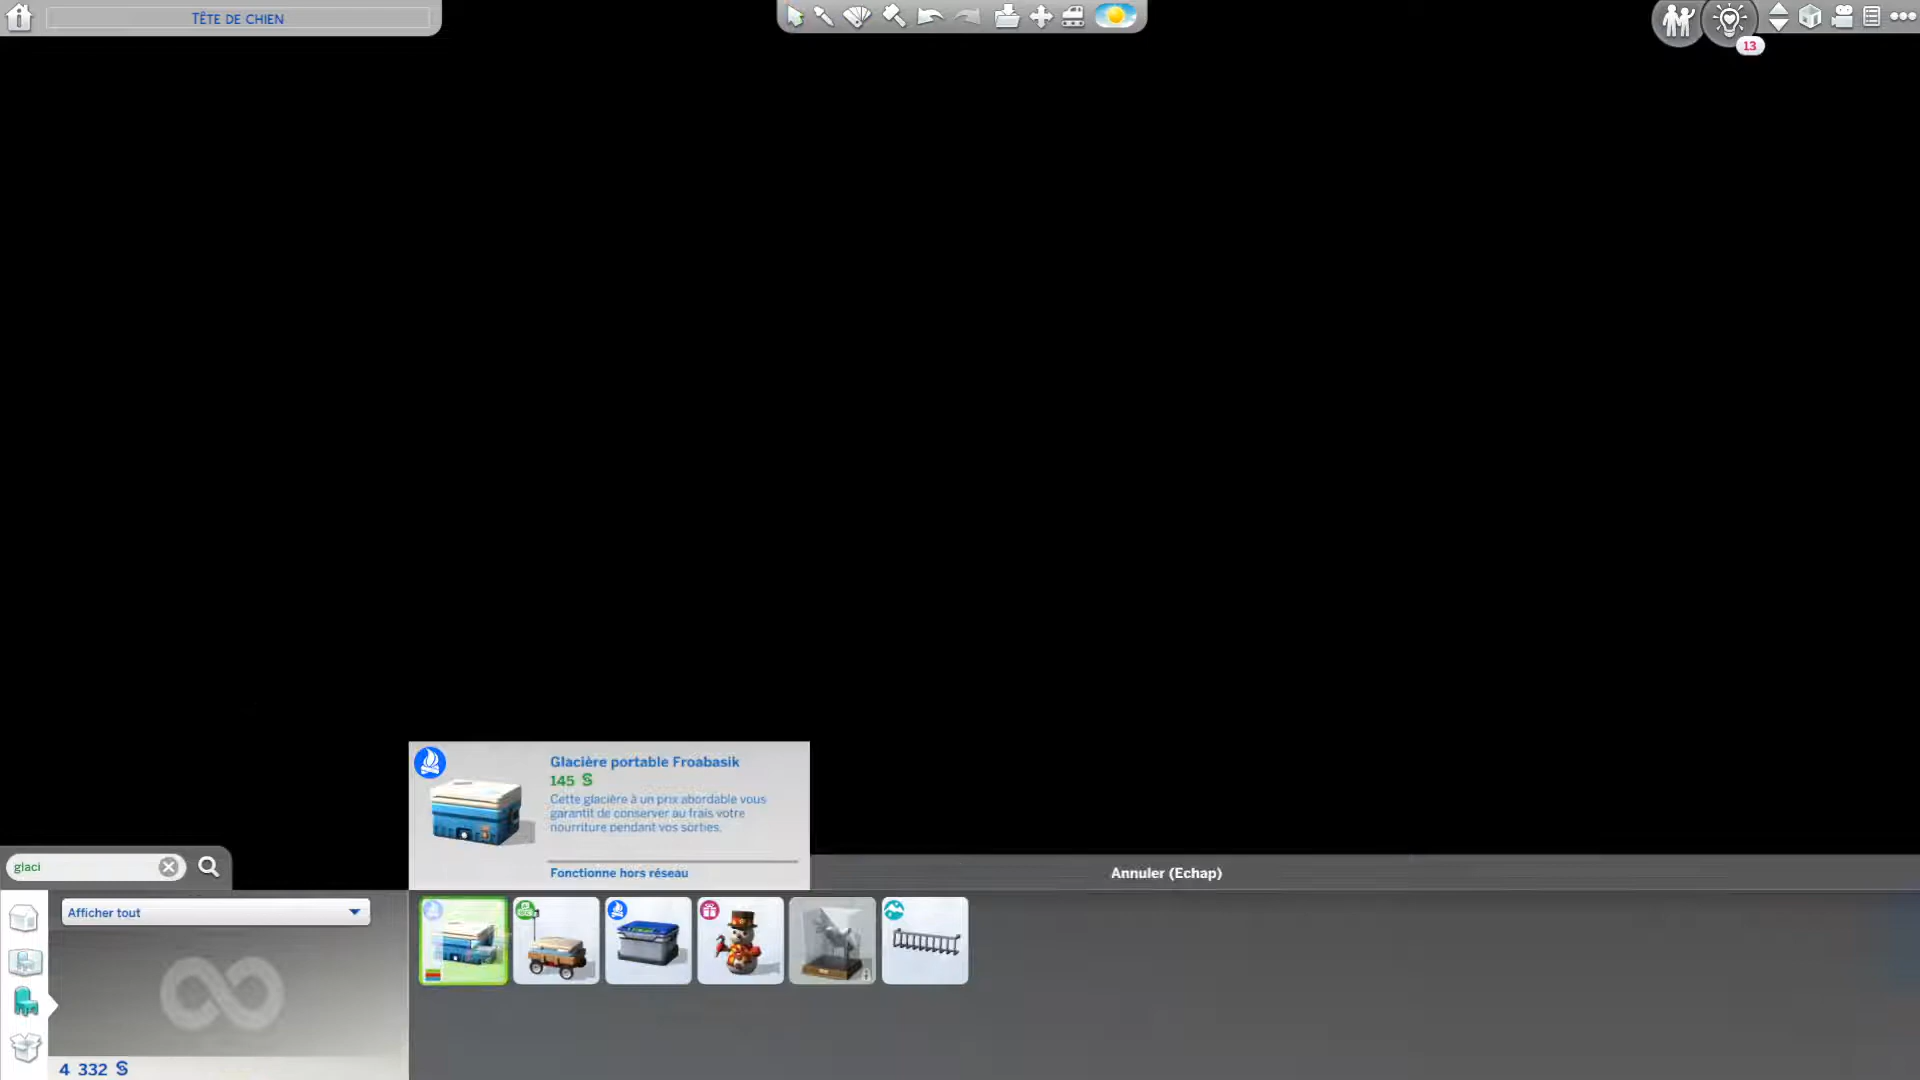 TÊTE DE CHIEN
13
Glacière portable Froabasik
145 §
Cette glacière à un prix abordable vous
garantit de conserver au frais votre
nourriture pendant vos sorties.
Fonctionne hors réseau
glaci
Annuler (Echap)
Afficher tout
4 332 §